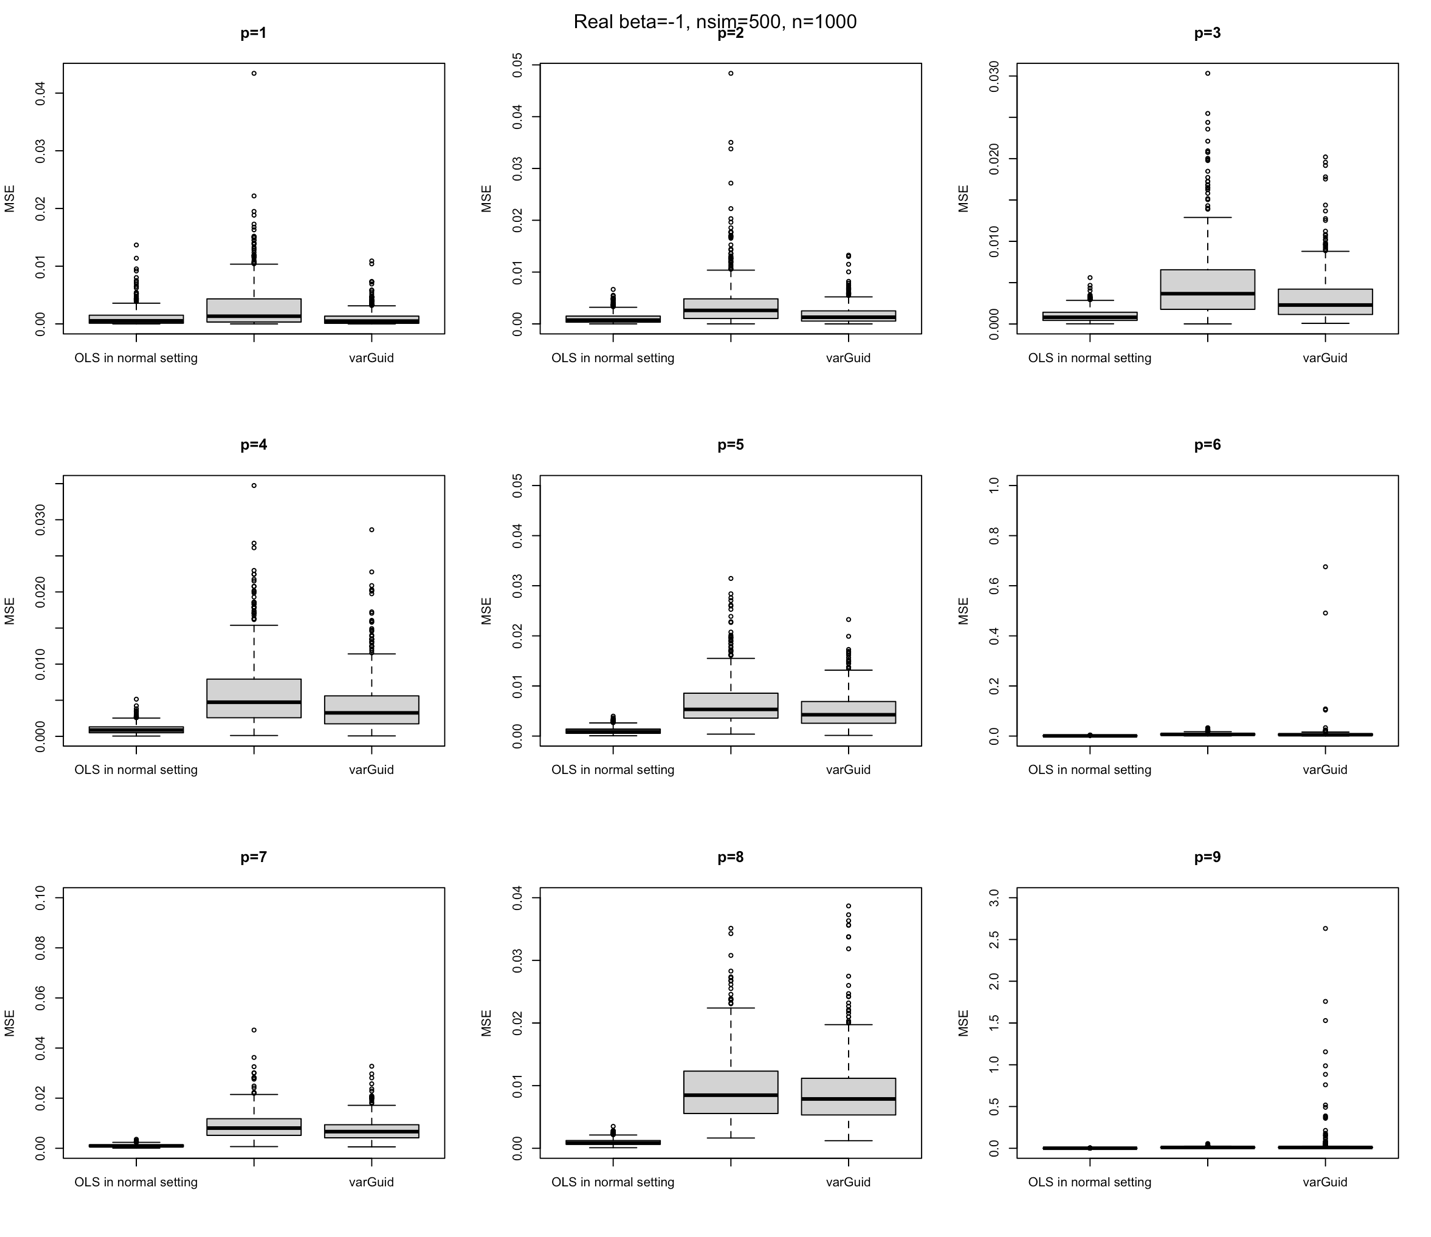 Real beta=-1, nsim=500, n=1000
p=1
p=2
p=3
MSE
0.00
0.01
0.02
0.03
0.04
OLS in normal setting
varGuid
MSE
0.00
0.01
0.02
0.03
0.04
0.05
OLS in normal setting
varGuid
MSE
0.000
0.010
0.020
0.030
OLS in normal setting
varGuid
p=4
p=5
p=6
MSE
0.000
0.010
0.020
0.030
OLS in normal setting
varGuid
MSE
0.00
0.01
0.02
0.03
0.04
0.05
OLS in normal setting
varGuid
MSE
0.0
0.2
0.4
0.6
0.8
1.0
OLS in normal setting
varGuid
p=7
p=8
p=9
MSE
0.00
0.02
0.04
0.06
0.08
0.10
OLS in normal setting
varGuid
MSE
0.00
0.01
0.02
0.03
0.04
OLS in normal setting
varGuid
MSE
0.0
0.5
1.0
1.5
2.0
2.5
3.0
OLS in normal setting
varGuid